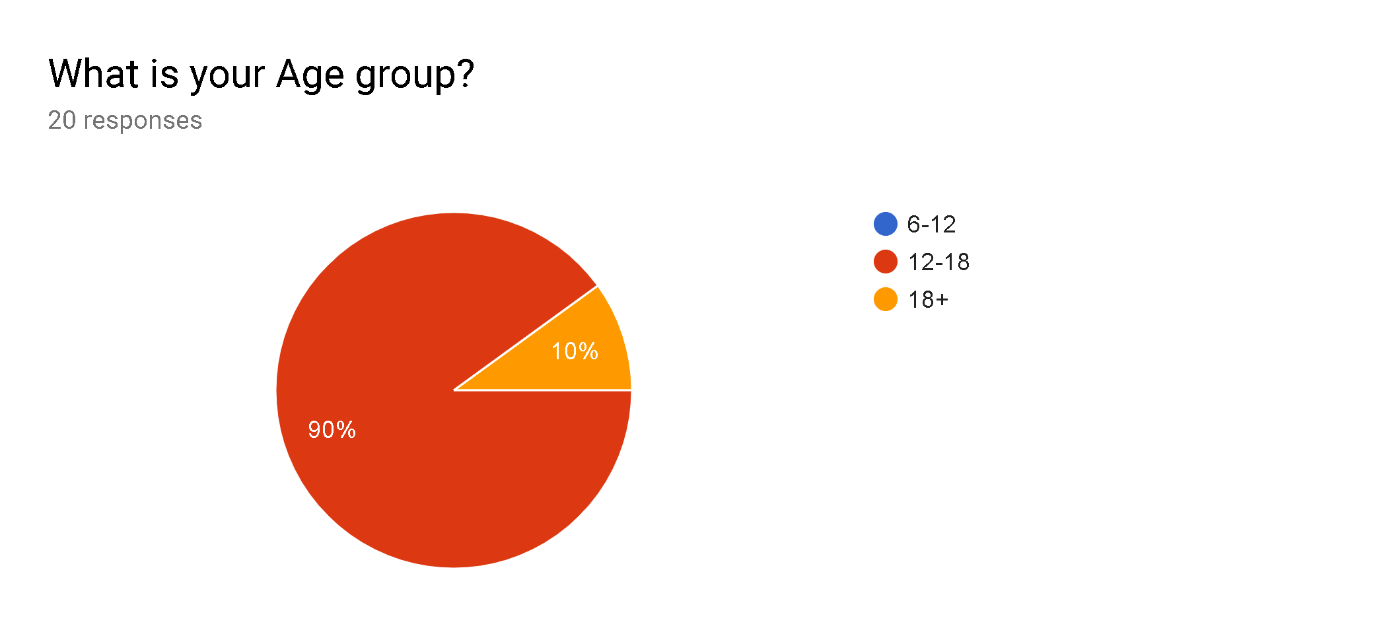 What is your Age group?
20 responses
6-12
12-18
18+
10%
90%